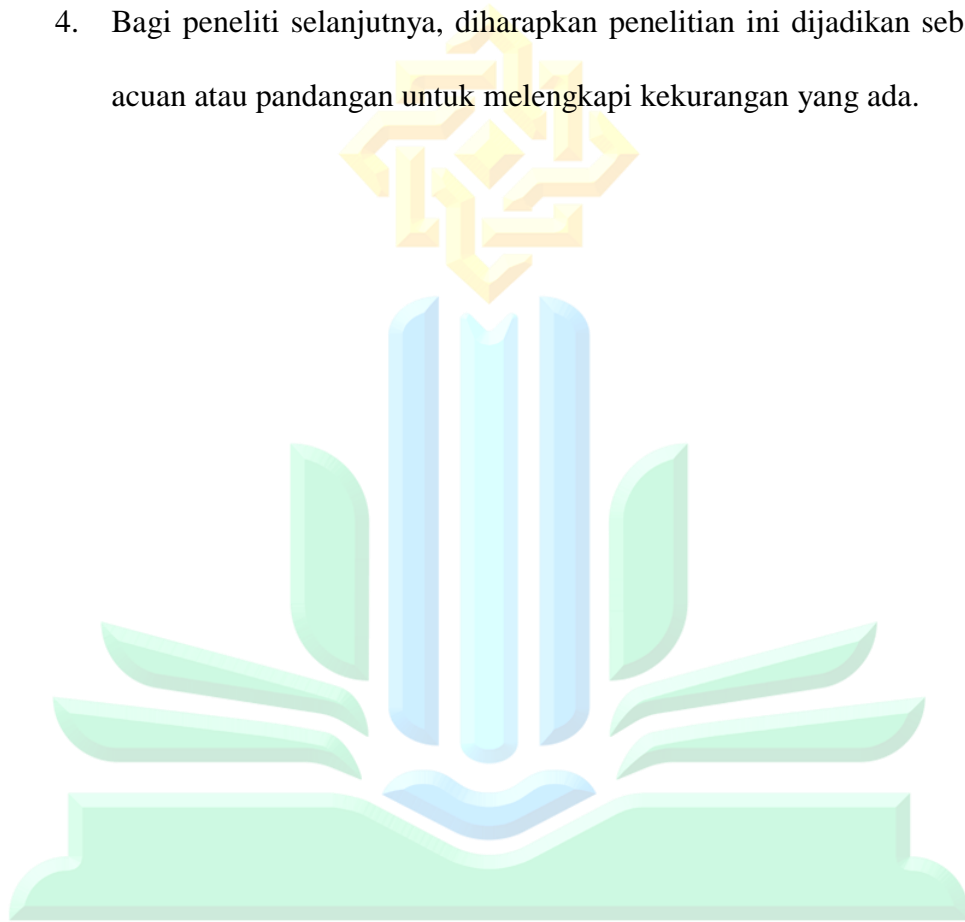 4. Bagi peneliti selanjutnya, diharapkan penelitian ini dijadikan seb
acuan atau pandangan untuk melengkapi kekurangan yang ada.